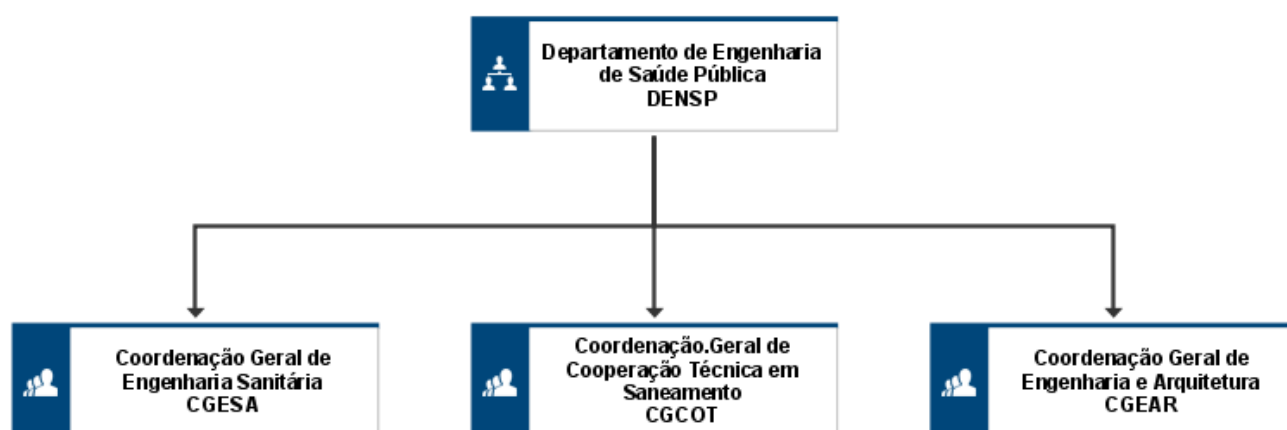 Departamento de Engenharia
de Saúde Pública
DENSP
Coordenação Geral de
Engenharia Sanitária
CGESA
Coordenação.Geral de
Cooperação Técnica em
Saneamento
CGCOT
Coordenação Geral de
Engenharia e Arquitetura
CGEAR